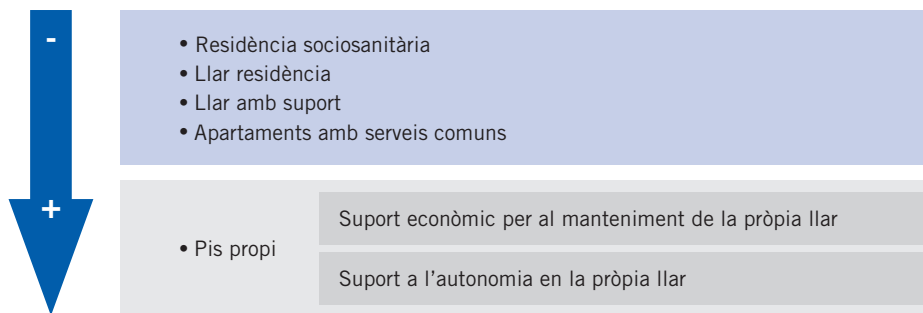 -
• Residència sociosanitària
• Llar residència
• Llar amb suport
• Apartaments amb serveis comuns
+
• Pis propi
Suport econòmic per al manteniment de la pròpia llar
Suport a l’autonomia en la pròpia llar